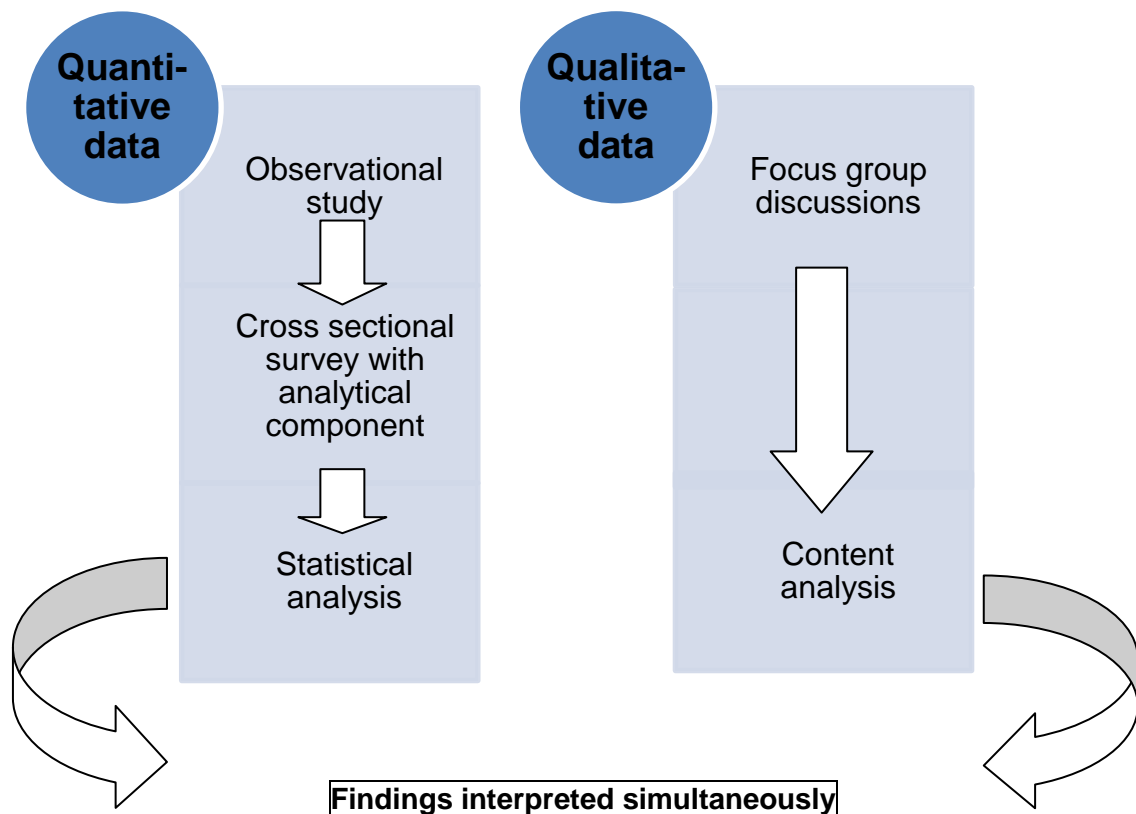 Quanti-
tative
data
Observational
study
Cross sectional
survey with
analytical
component
Statistical
analysis
Qualita-
tive
data
Focus group
discussions
Content
analysis
Findings interpreted simultaneously